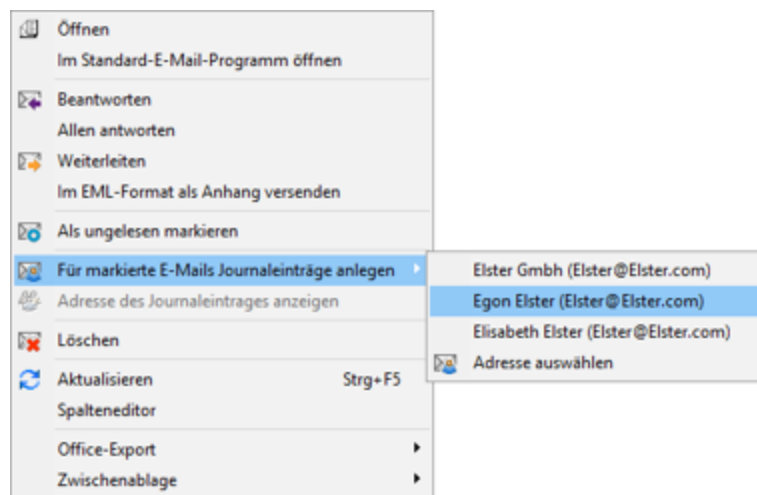 Öffnen
Im Standard-E-Mail-Programm öffnen
Beantworten
Allen antworten
Weiterleiten
Im EML-Format als Anhang versenden
Als ungelesen markieren
Für markierte E-Mails Journaleinträge anlegen
Adresse des Journaleintrages anzeigen
Löschen
Aktualisieren Strg+F5
Spalteneditor
Office-Export
Zwischenablage
Elster Gmbh (Elster@Elster.com)
Egon Elster (Elster@Elster.com)
Elisabeth Elster (Elster@Elster.com)
Adresse auswählen